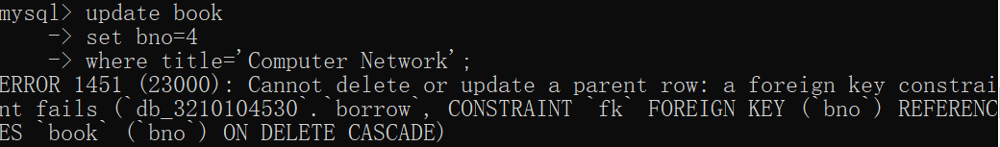 mysql> update book
    -> set bno=4
    -> where title='Computer Network';
ERROR 1451 (23000): Cannot delete or update a parent row: a foreign key constrai
nt fails (`db_3210104530`.`borrow`, CONSTRAINT `fk` FOREIGN KEY (`bno`) REFERENC
ES `book` (`bno`) ON DELETE CASCADE)